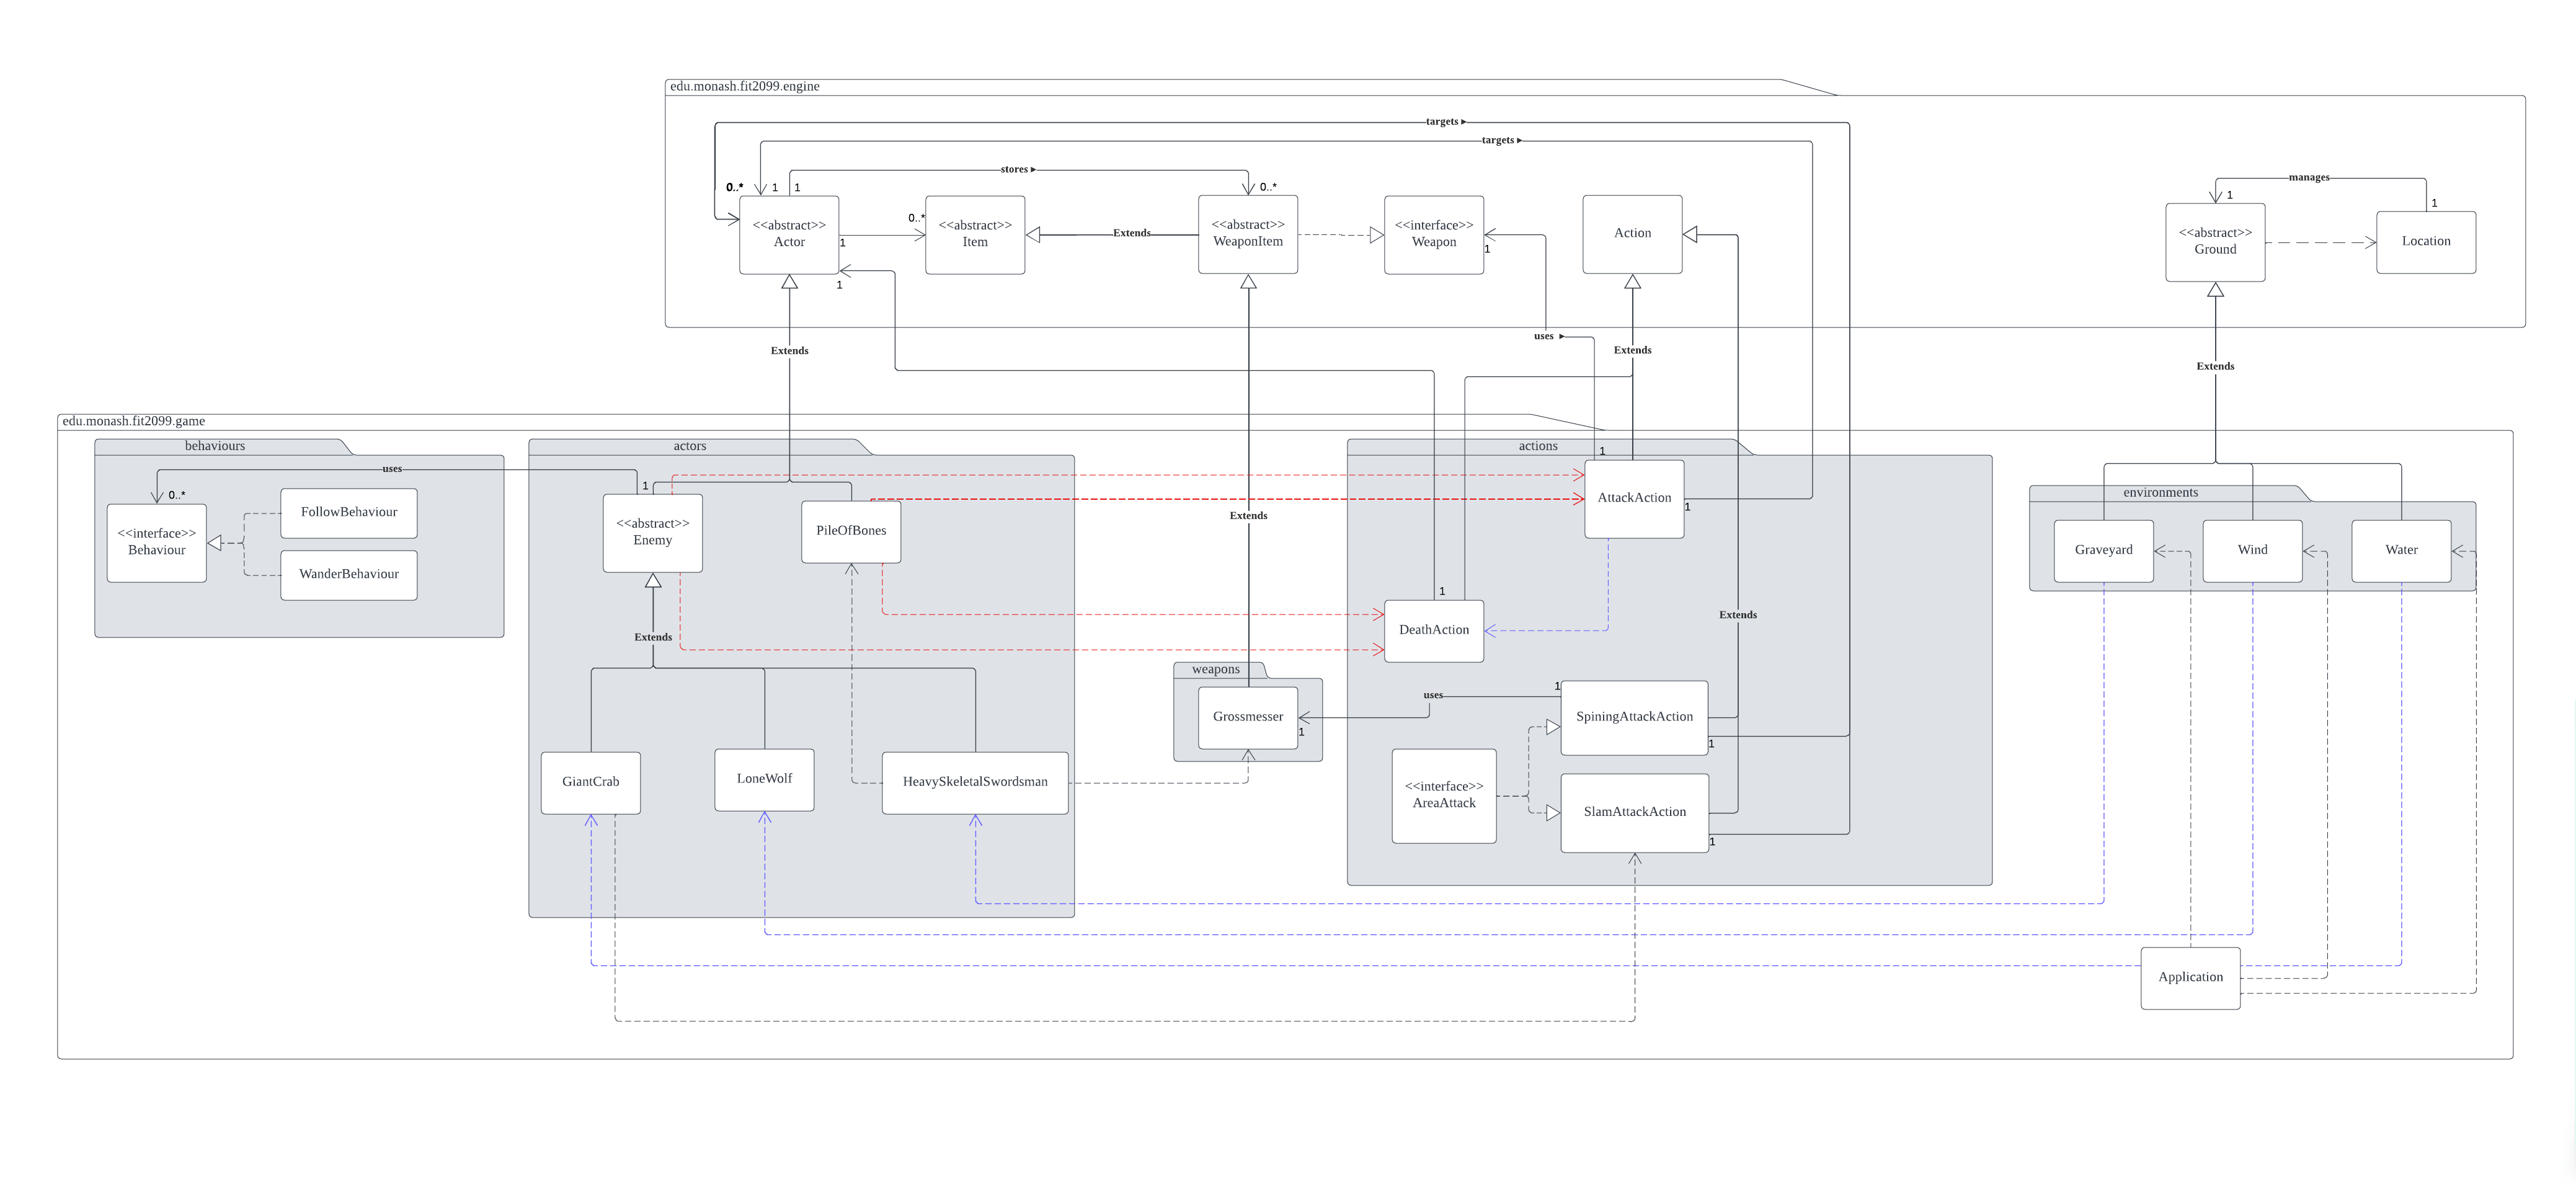 edu.monash.fit2099.engine
targets ▸
targets ▸
stores ▸
manages
0..*
1
1
0..*
1
1
<<abstract>>
Actor
0..*
<<abstract>>
Item
Extends
<<abstract>>
WeaponItem
<<interface>>
Weapon
Action
<<abstract>>
Ground
Location
1
1
1
uses ▸
Extends
Extends
Extends
edu.monash.fit2099.game
behaviours
actors
actions
uses
1
environments
0..*
1
<<interface>>
Behaviour
FollowBehaviour
WanderBehaviour
<<abstract>>
Enemy
PileOfBones
Extends
AttackAction
1
Graveyard
Wind
Water
1
DeathAction
Extends
Extends
weapons
uses
1
Grossmesser
1
SpiningAttackAction
1
GiantCrab
LoneWolf
HeavySkeletalSwordsman
<<interface>>
AreaAttack
SlamAttackAction
1
Application